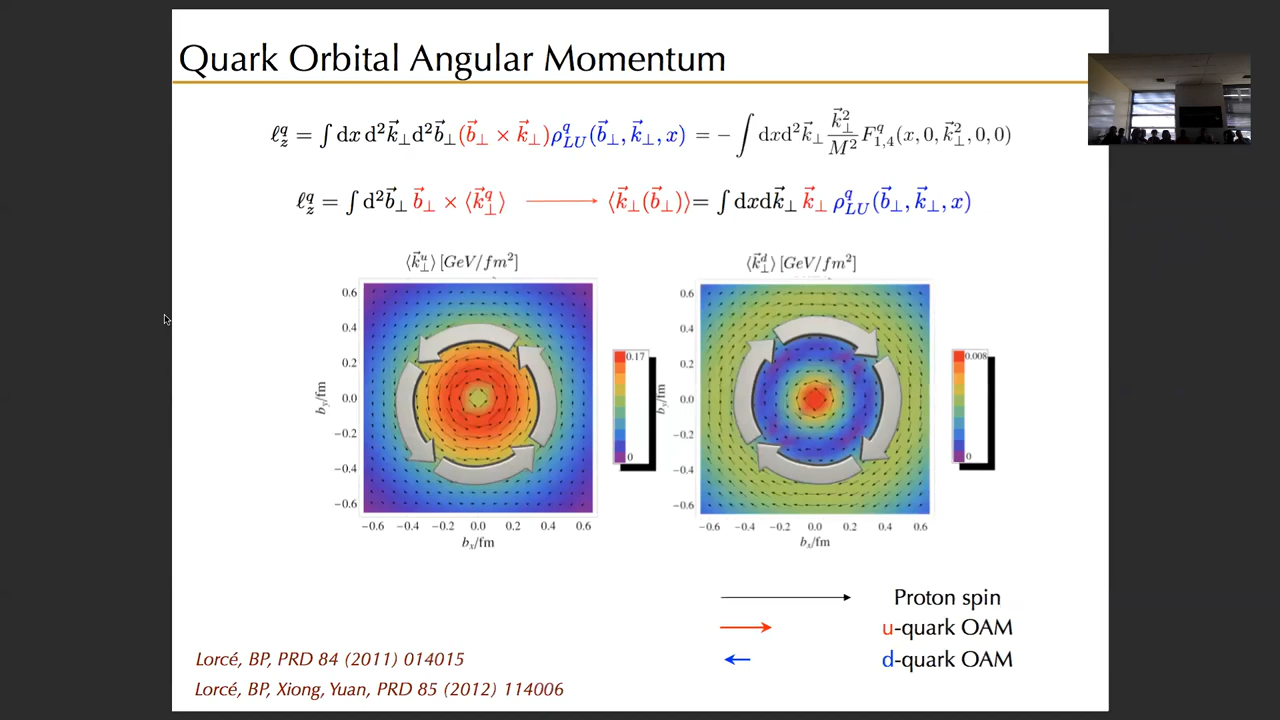 Quark Orbital Angular Momentum
ℓ_z^q = ∫ dx d²k⃗_⊥ d²b⃗_⊥ (b⃗_⊥ × k⃗_⊥) ρ_{LU}^q(b⃗_⊥, k⃗_⊥, x) = − ∫ dx d²k⃗_⊥ k⃗_⊥²/M² F_{1,4}^q(x, 0, k⃗_⊥², 0, 0)
ℓ_z^q = ∫ d²b⃗_⊥ b⃗_⊥ × ⟨k⃗_⊥^q⟩ ⟶ ⟨k⃗_⊥(b⃗_⊥)⟩ = ∫ dx dk⃗_⊥ k⃗_⊥ ρ_{LU}^q(b⃗_⊥, k⃗_⊥, x)
⟨k⃗_⊥^u⟩ [GeV/fm²]
0.6
0.4
0.2
0.0
−0.2
−0.4
−0.6
b_y/fm
−0.6 −0.4 −0.2 0.0 0.2 0.4 0.6
b_x/fm
0.17
0
⟨k⃗_⊥^d⟩ [GeV/fm²]
0.6
0.4
0.2
0.0
−0.2
−0.4
−0.6
b_y/fm
−0.6 −0.4 −0.2 0.0 0.2 0.4 0.6
b_x/fm
0.008
0
Proton spin
u-quark OAM
d-quark OAM
Lorcé, BP, PRD 84 (2011) 014015
Lorcé, BP, Xiong, Yuan, PRD 85 (2012) 114006